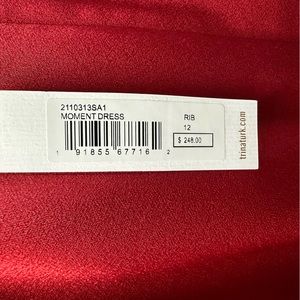 2110313SA1
MOMENT DRESS
RIB
12
$ 248.00
1 91855 67716 2
trinaturk.com